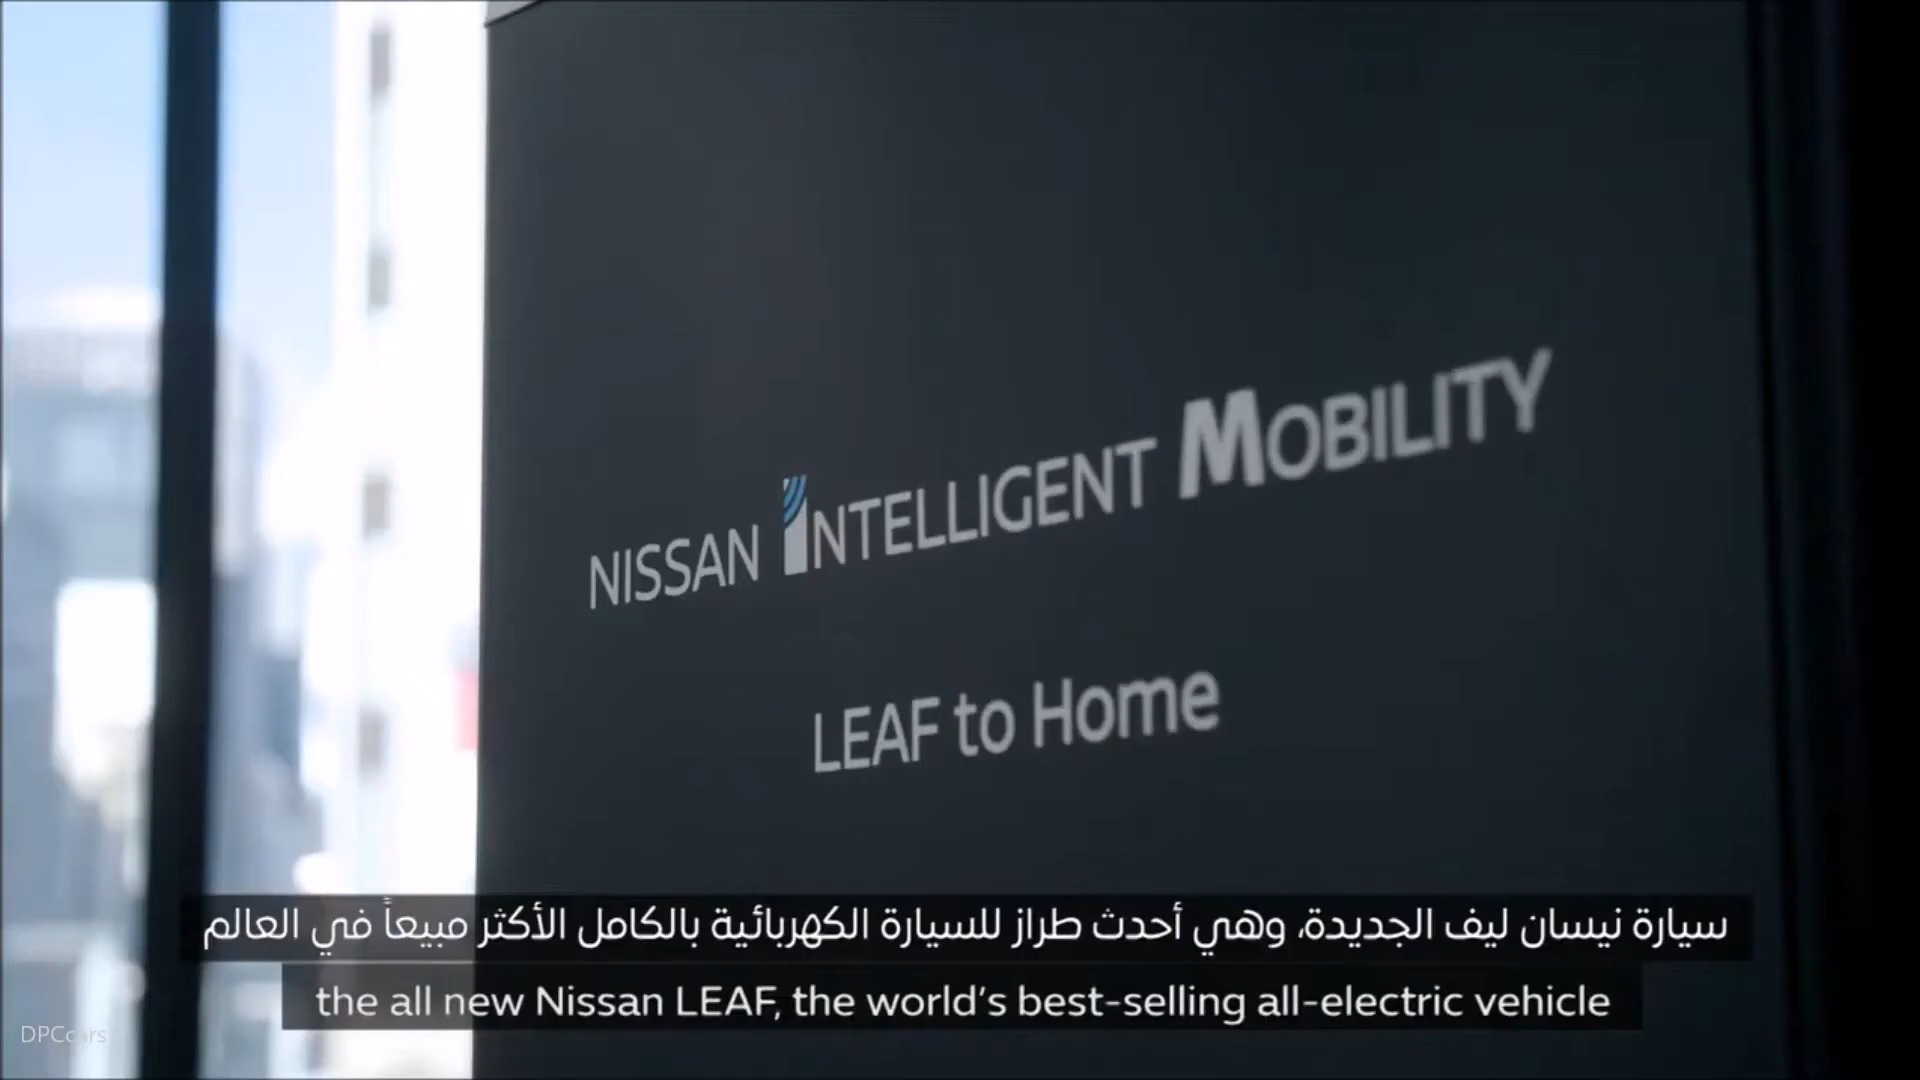 NISSAN INTELLIGENT MOBILITY
LEAF to Home
سيارة نيسان ليف الجديدة، وهي أحدث طراز للسيارة الكهربائية بالكامل الأكثر مبيعاً في العالم
the all new Nissan LEAF, the world's best-selling all-electric vehicle
DPCcars